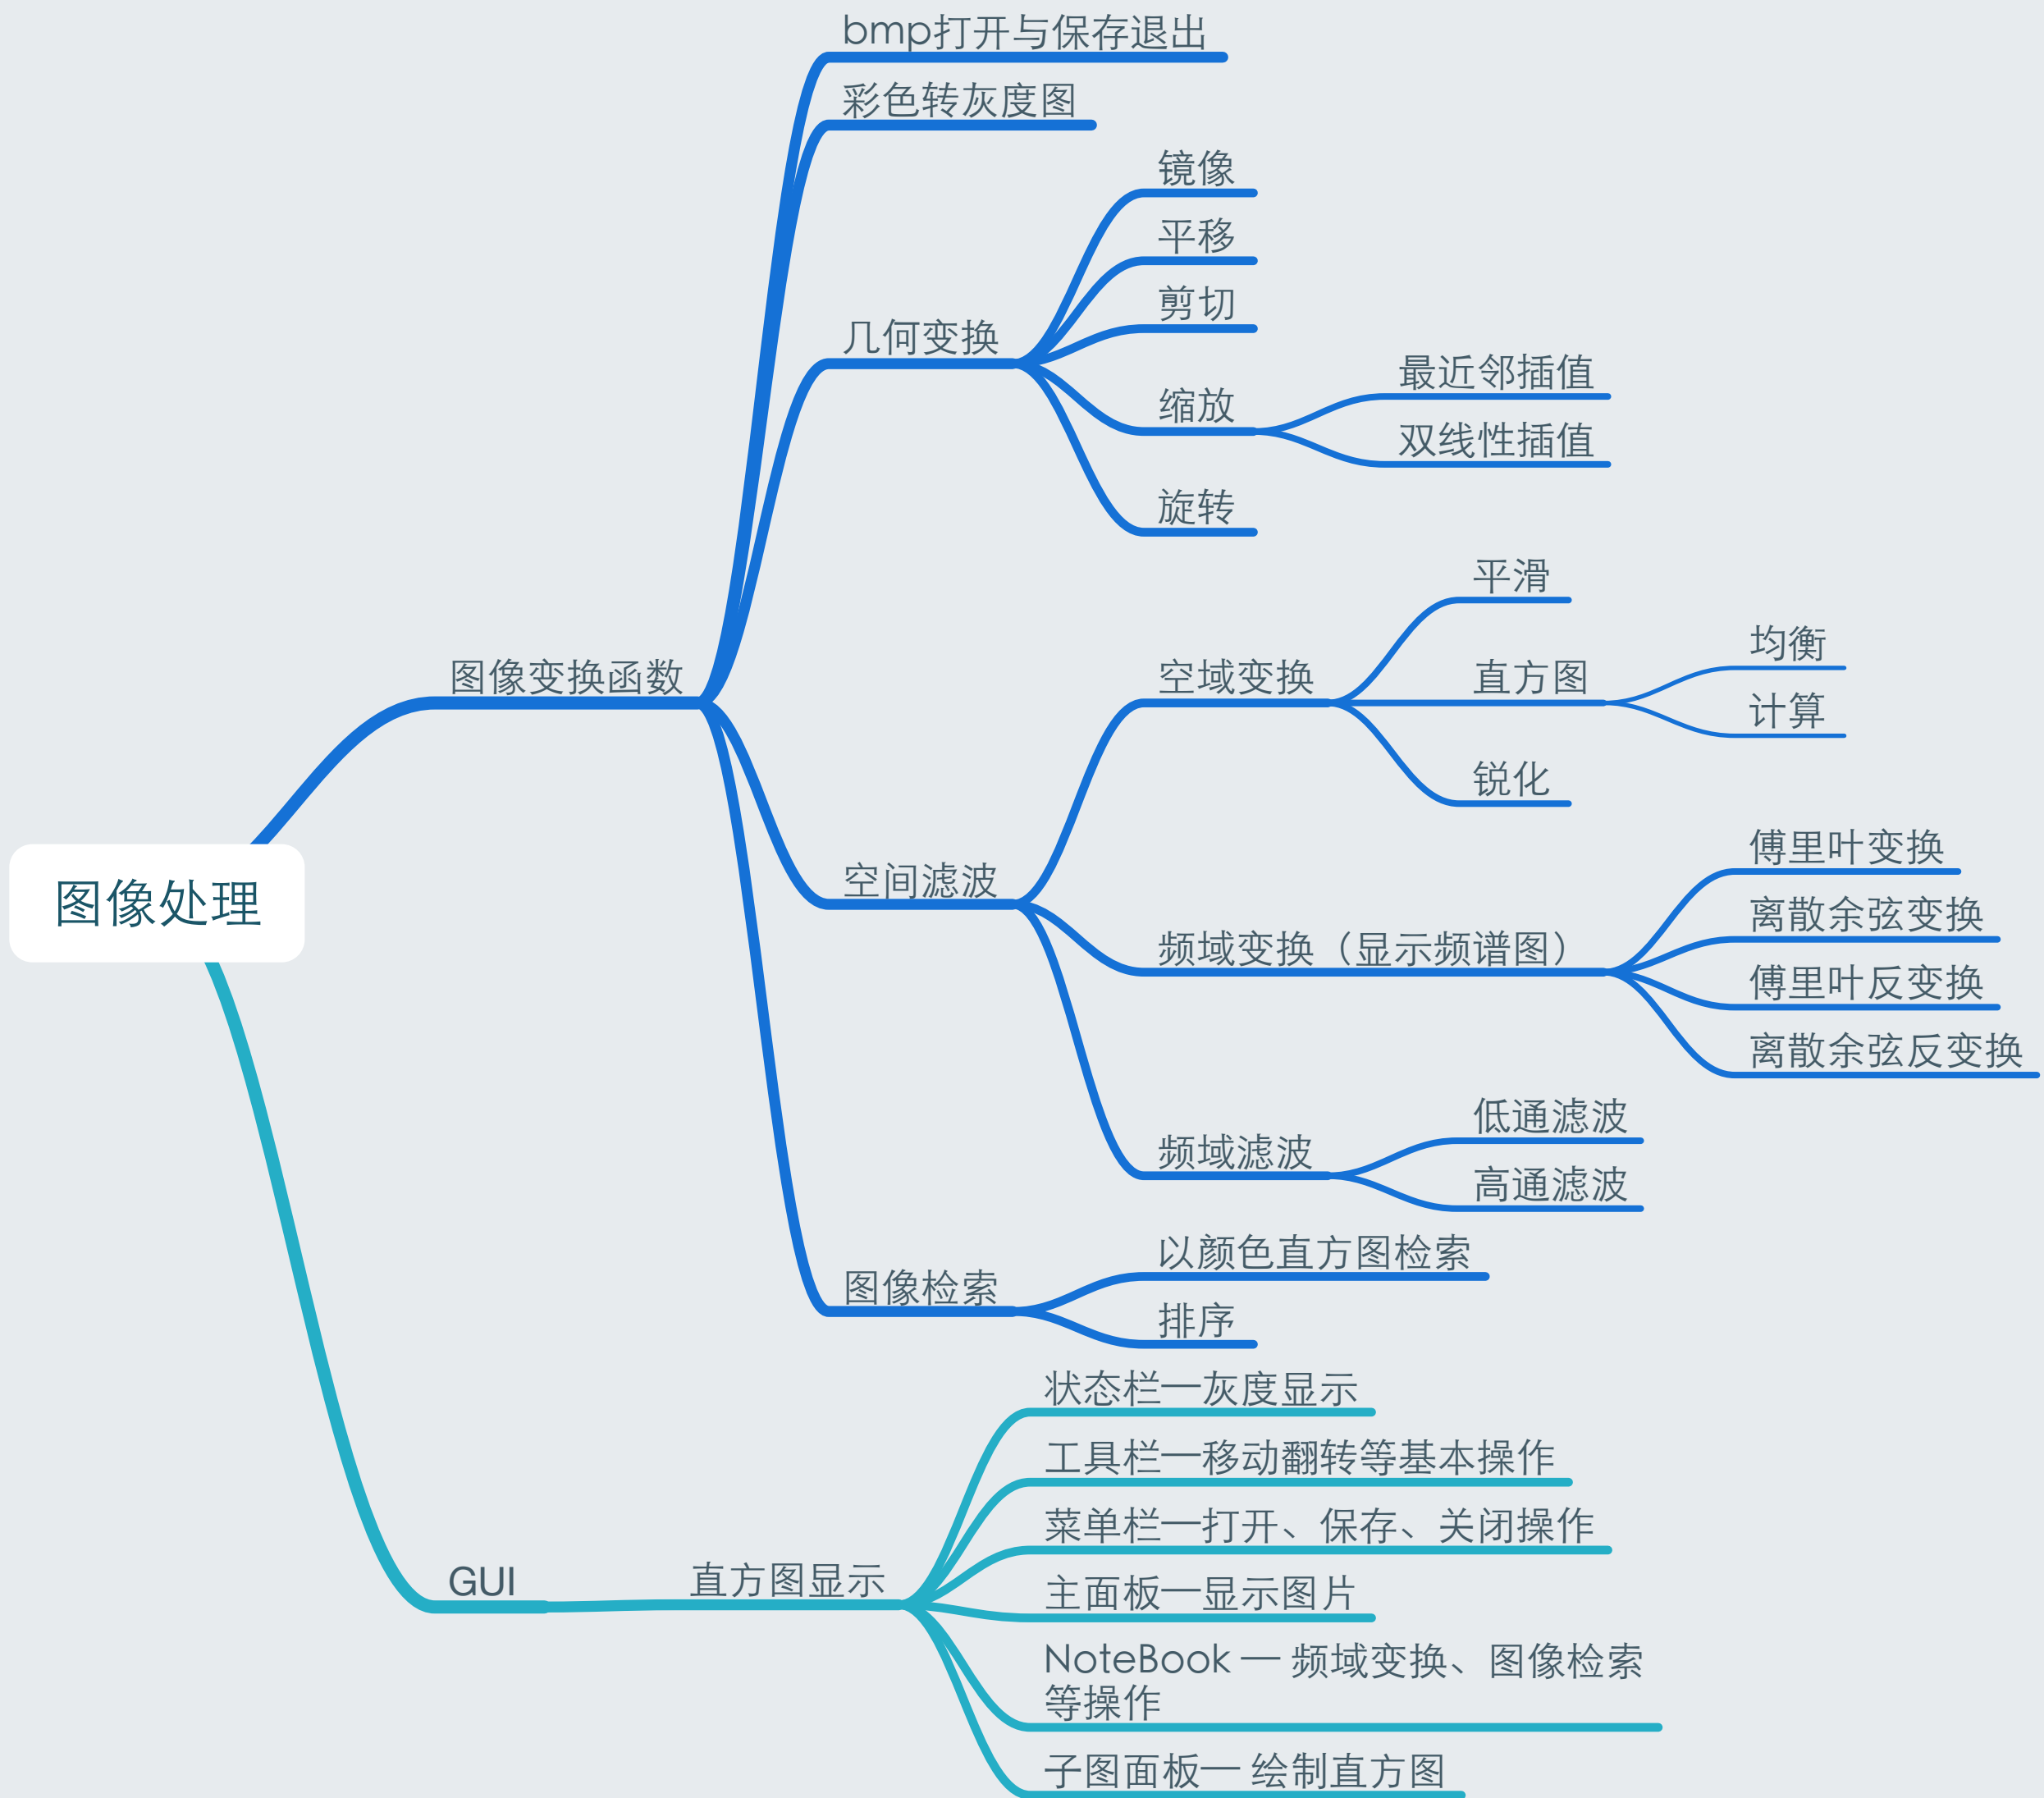 bmp打开与保存退出
彩色转灰度图
镜像
平移
剪切
几何变换
最近邻插值
缩放
双线性插值
旋转
平滑
均衡
图像变换函数
空域变换
直方图
计算
锐化
傅里叶变换
图像处理
空间滤波
离散余弦变换
频域变换（显示频谱图）
傅里叶反变换
离散余弦反变换
低通滤波
频域滤波
高通滤波
以颜色直方图检索
图像检索
排序
状态栏—灰度显示
工具栏—移动翻转等基本操作
菜单栏—打开、保存、关闭操作
GUI
直方图显示
主面板—显示图片
NoteBook — 频域变换、图像检索
等操作
子图面板— 绘制直方图